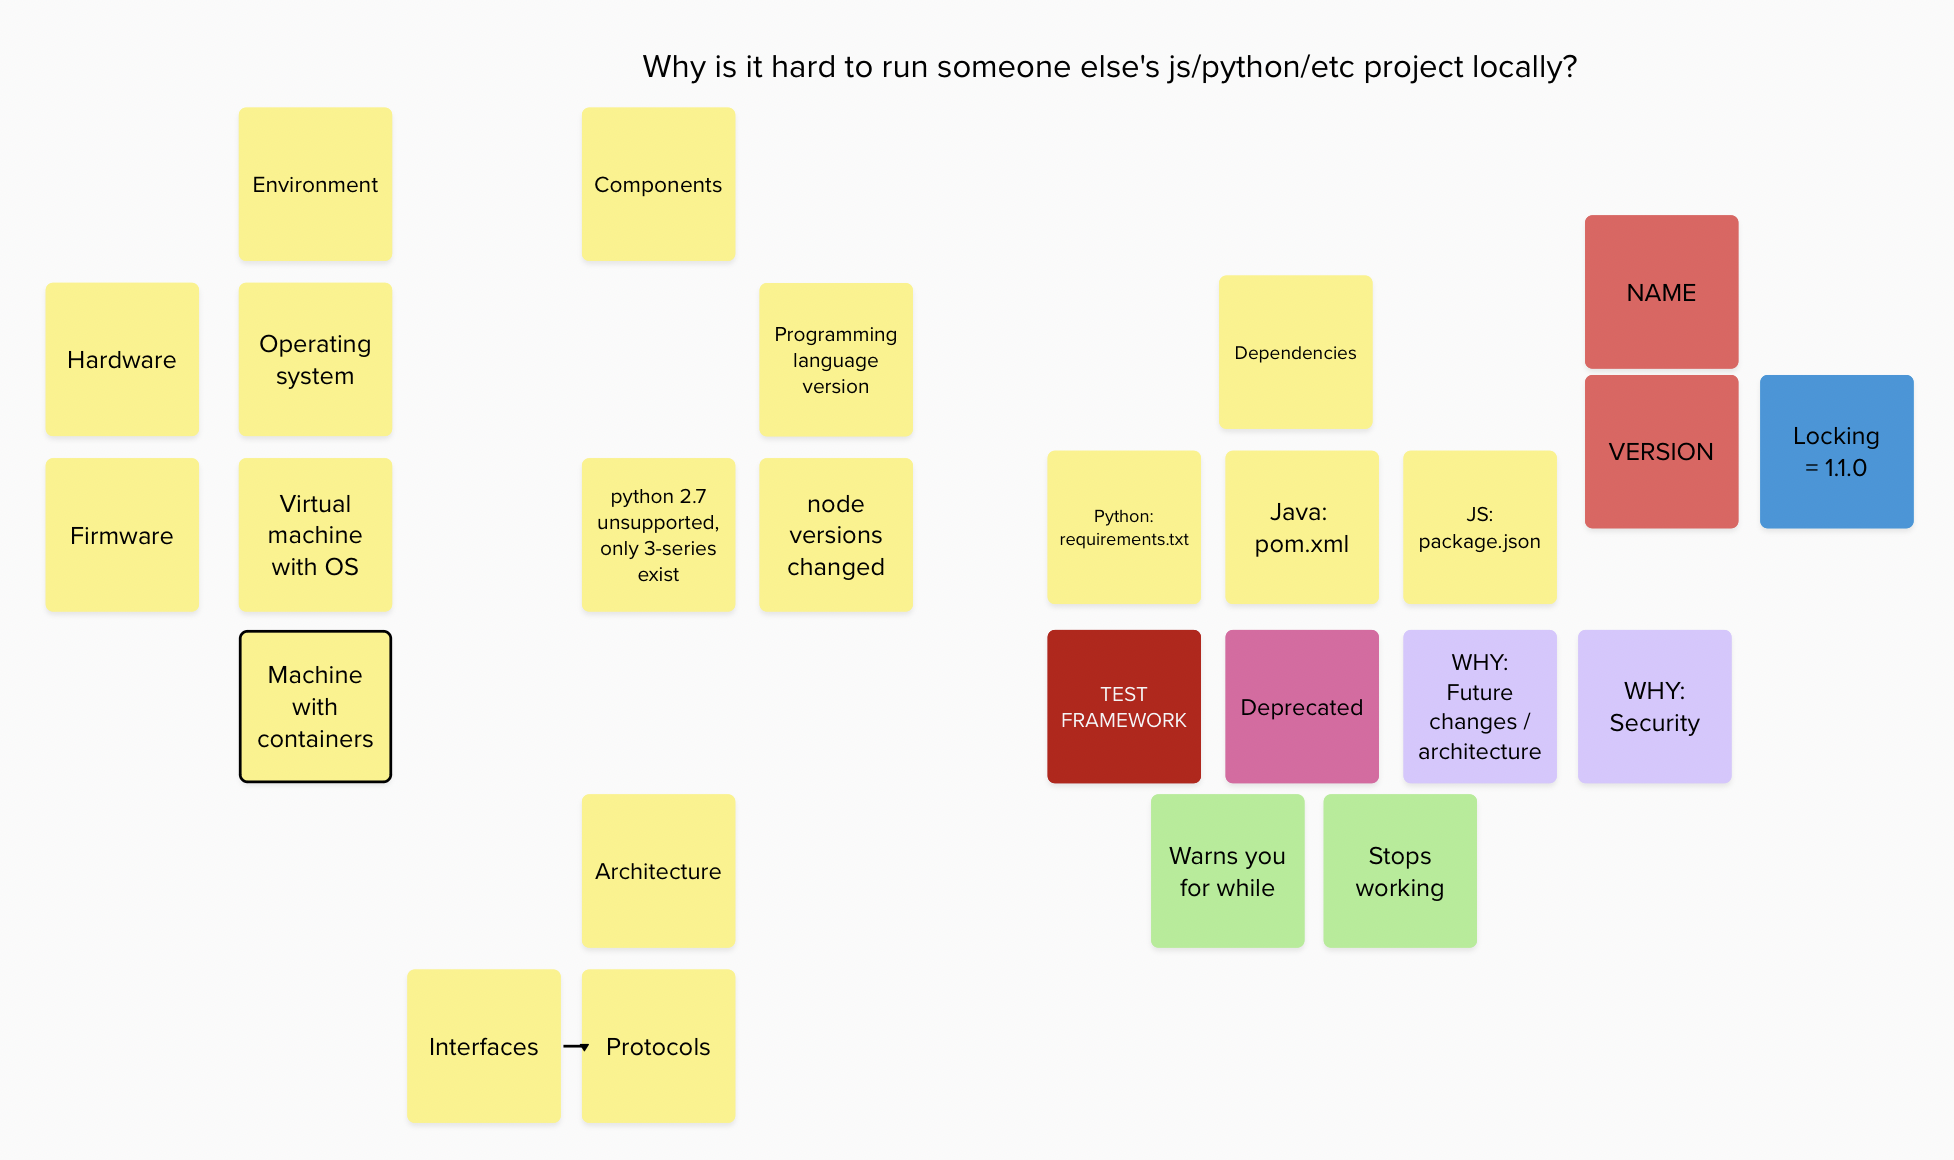 Why is it hard to run someone else's js/python/etc project locally?
Environment
Components
Hardware
Operating
system
Programming
language
version
Dependencies
NAME
Firmware
Virtual
machine
with OS
python 2.7
unsupported,
only 3-series
exist
node
versions
changed
Python:
requirements.txt
Java:
pom.xml
JS:
package.json
VERSION
Locking
= 1.1.0
Machine
with
containers
TEST
FRAMEWORK
Deprecated
WHY:
Future
changes /
architecture
WHY:
Security
Architecture
Warns you
for while
Stops
working
Interfaces
Protocols